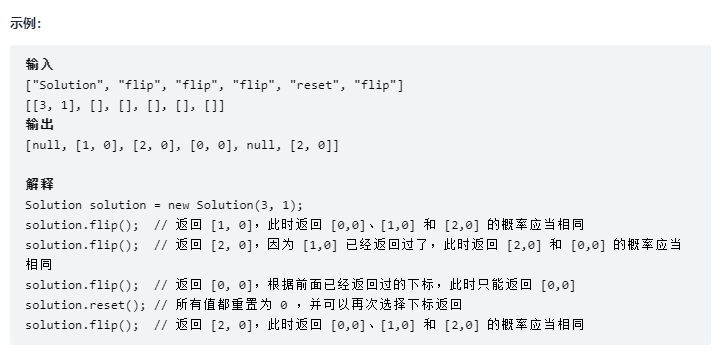 示例：
输入
["Solution", "flip", "flip", "flip", "reset", "flip"]
[[3, 1], [], [], [], [], []]
输出
[null, [1, 0], [2, 0], [0, 0], null, [2, 0]]
解释
Solution solution = new Solution(3, 1);
solution.flip();  // 返回 [1, 0]，此时返回 [0,0]、[1,0] 和 [2,0] 的概率应当相同
solution.flip();  // 返回 [2, 0]，因为 [1,0] 已经返回过了，此时返回 [2,0] 和 [0,0] 的概率应当
相同
solution.flip();  // 返回 [0, 0]，根据前面已经返回过的下标，此时只能返回 [0,0]
solution.reset(); // 所有值都重置为 0 ，并可以再次选择下标返回
solution.flip();  // 返回 [2, 0]，此时返回 [0,0]、[1,0] 和 [2,0] 的概率应当相同